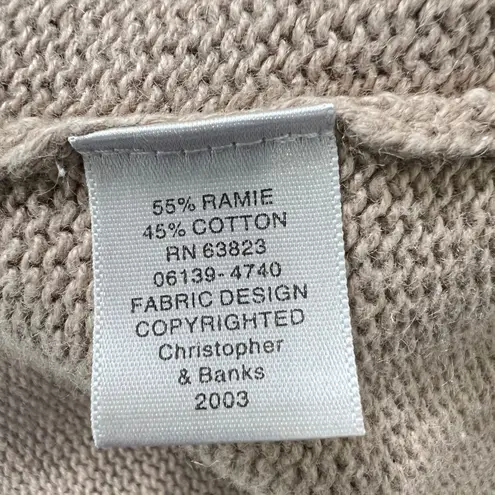 55% RAMIE
45% COTTON
RN 63823
06139-4740
FABRIC DESIGN
COPYRIGHTED
Christopher
& Banks
2003